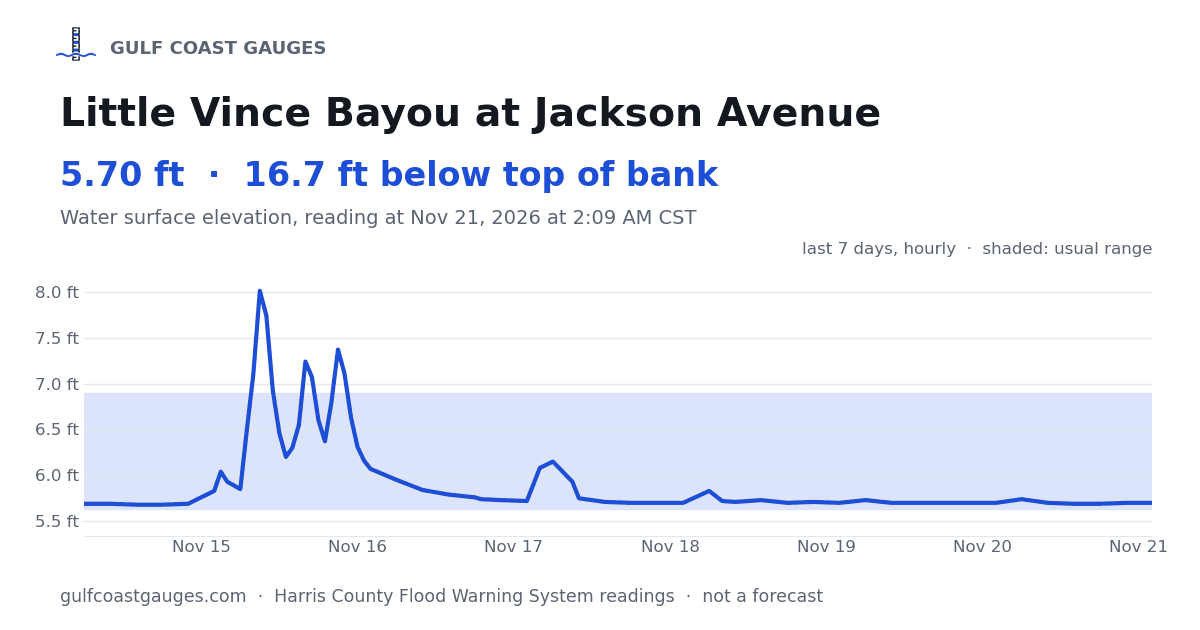 GULF COAST GAUGES
Little Vince Bayou at Jackson Avenue
5.70 ft · 16.7 ft below top of bank
Water surface elevation, reading at Nov 21, 2026 at 2:09 AM CST
last 7 days, hourly · shaded: usual range
8.0 ft
7.5 ft
7.0 ft
6.5 ft
6.0 ft
5.5 ft
Nov 15 Nov 16 Nov 17 Nov 18 Nov 19 Nov 20 Nov 21
gulfcoastgauges.com · Harris County Flood Warning System readings · not a forecast